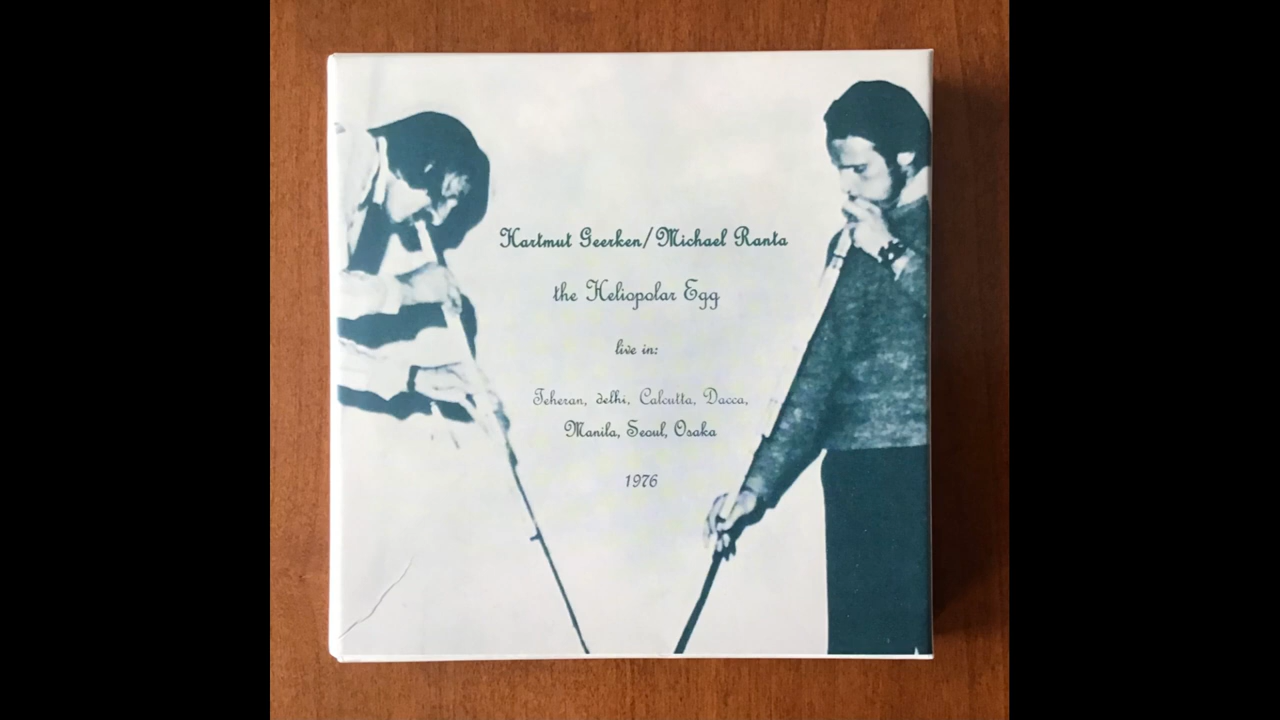 Hartmut Geerken/Michael Ranta
the Heliopolar Egg
live in:
Teheran, delhi, Calcutta, Dacca,
Manila, Seoul, Osaka
1976